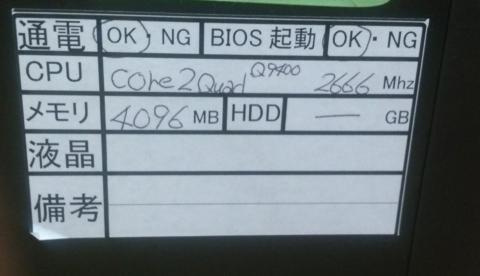 通電 OK・NG BIOS 起動 OK・NG
CPU Core2Quad Q9400 2666 Mhz
メモリ 4096 MB HDD — GB
液晶
備考